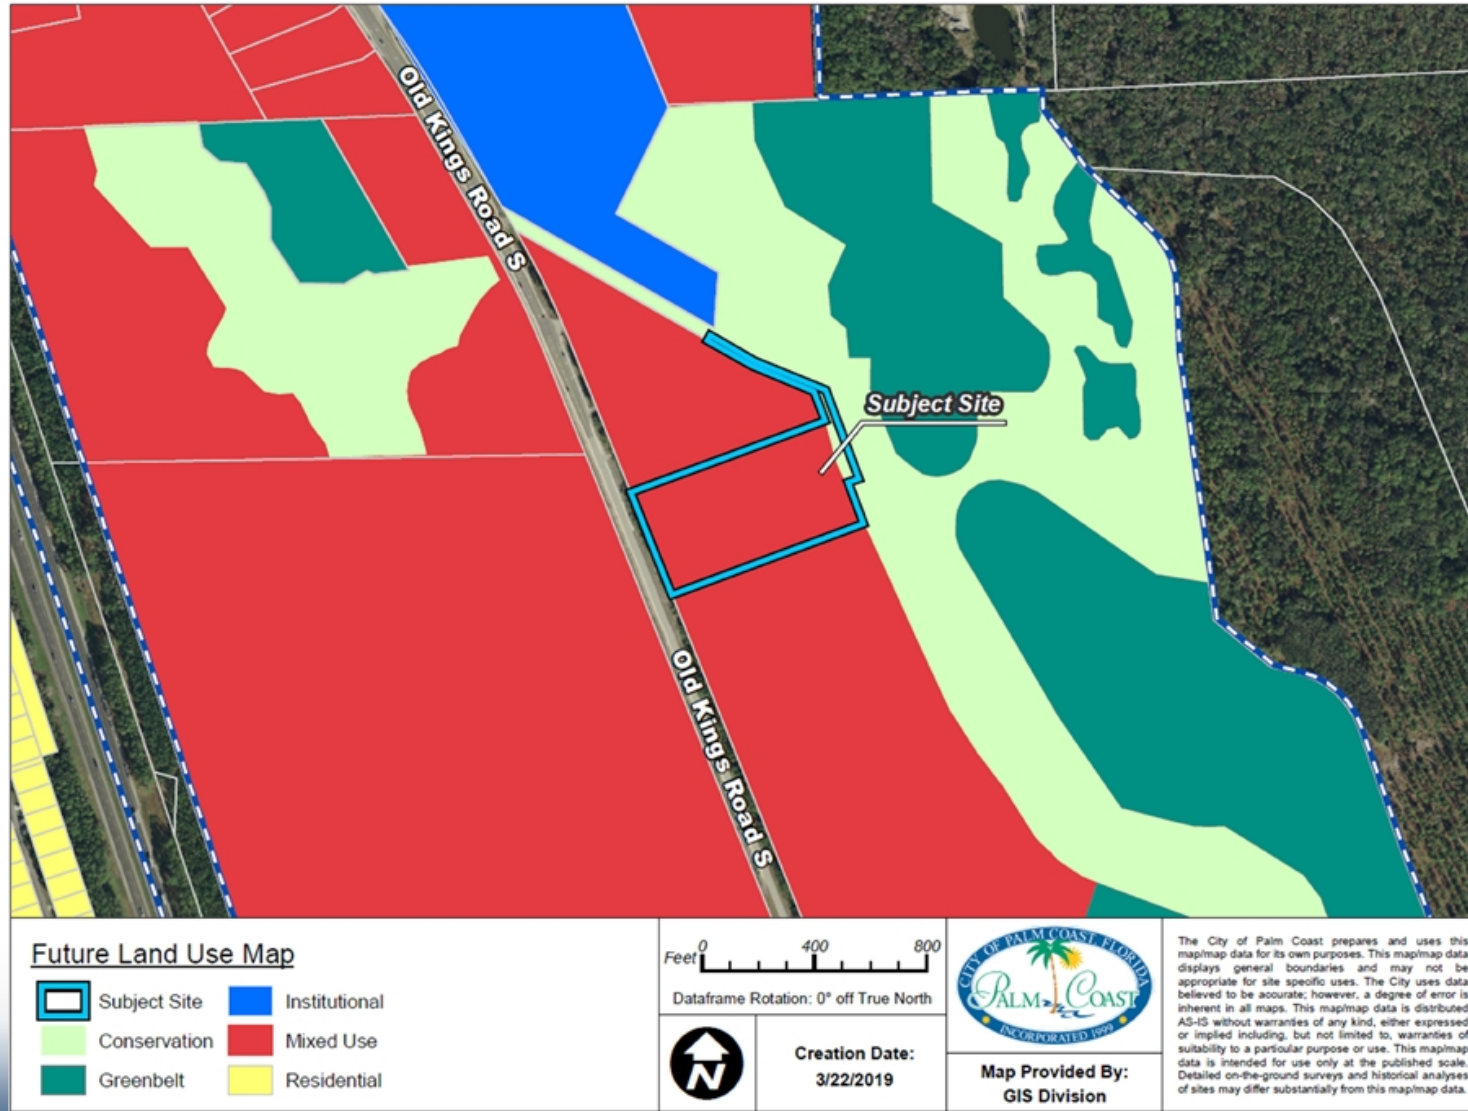 Old Kings Road S
Subject Site
Old Kings Road S
Future Land Use Map
Subject Site
Institutional
Conservation
Mixed Use
Greenbelt
Residential
Feet 0 400 800
Dataframe Rotation: 0° off True North
N
Creation Date:
3/22/2019
CITY OF PALM COAST FLORIDA
PALM COAST
INCORPORATED 1999
Map Provided By:
GIS Division
The City of Palm Coast prepares and uses this
map/map data for its own purposes. This map/map data
displays general boundaries and may not be
appropriate for site specific uses. The City uses data
believed to be accurate; however, a degree of error is
inherent in all maps. This map/map data is distributed
AS-IS without warranties of any kind, either expressed
or implied including, but not limited to, warranties of
suitability to a particular purpose or use. This map/map
data is intended for use only at the published scale.
Detailed on-the-ground surveys and historical analyses
of sites may differ substantially from this map/map data.